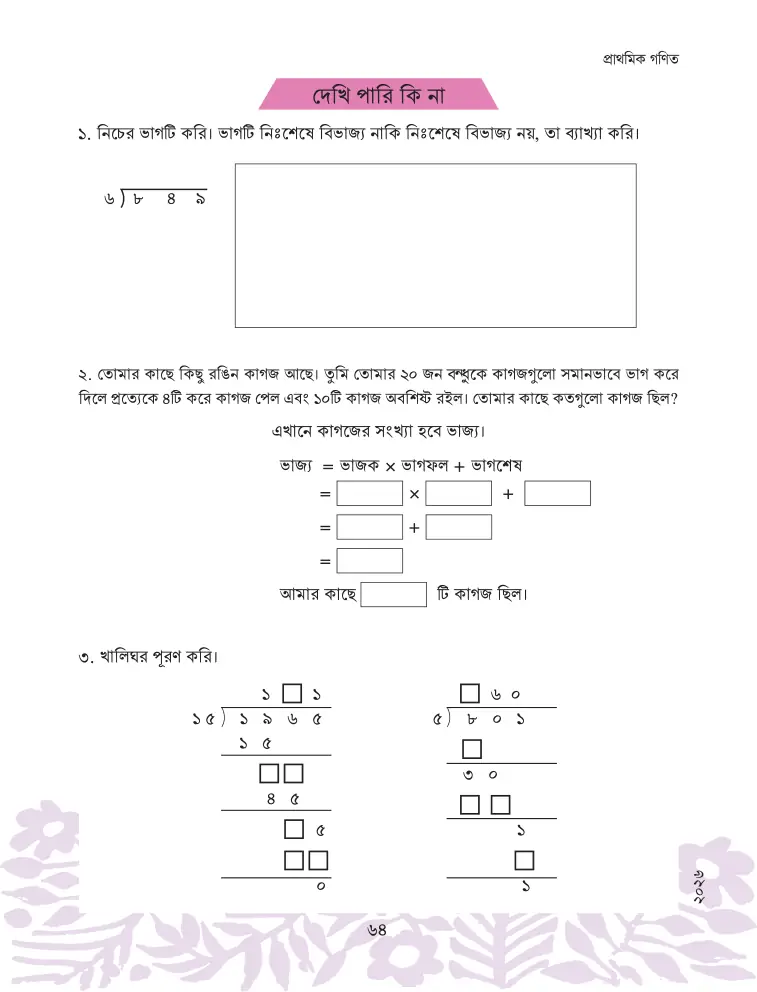 প্রাথমিক গণিত
দেখি পারি কি না
১. নিচের ভাগটি করি। ভাগটি নিঃশেষে বিভাজ্য নাকি নিঃশেষে বিভাজ্য নয়, তা ব্যাখ্যা করি।
৬ ) ৮ ৪ ৯
২. তোমার কাছে কিছু রঙিন কাগজ আছে। তুমি তোমার ২০ জন বন্ধুকে কাগজগুলো সমানভাবে ভাগ করে
দিলে প্রত্যেকে ৪টি করে কাগজ পেল এবং ১০টি কাগজ অবশিষ্ট রইল। তোমার কাছে কতগুলো কাগজ ছিল?
এখানে কাগজের সংখ্যা হবে ভাজ্য।
ভাজ্য = ভাজক × ভাগফল + ভাগশেষ
= × +
= +
=
আমার কাছে টি কাগজ ছিল।
৩. খালিঘর পূরণ করি।
১ ১
১৫ ) ১ ৯ ৬ ৫
১ ৫
৪ ৫
৫
০
৬ ০
৫ ) ৮ ০ ১
৩ ০
১
১
২০২৬
৬৪